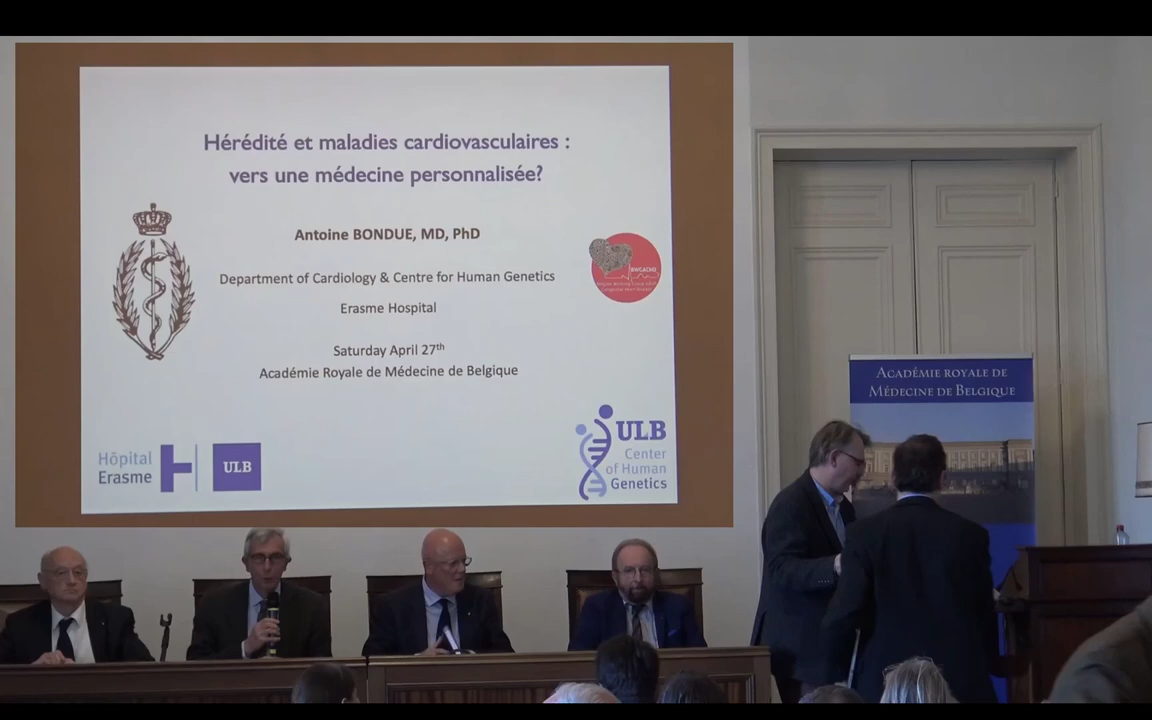 Hérédité et maladies cardiovasculaires :
vers une médecine personnalisée?
Antoine BONDUE, MD, PhD
Department of Cardiology & Centre for Human Genetics
Erasme Hospital
Saturday April 27th
Académie Royale de Médecine de Belgique
BWGACHD
Hôpital
Erasme
ULB
ULB
Center
of Human
Genetics
ACADÉMIE ROYALE DE
MÉDECINE DE BELGIQUE